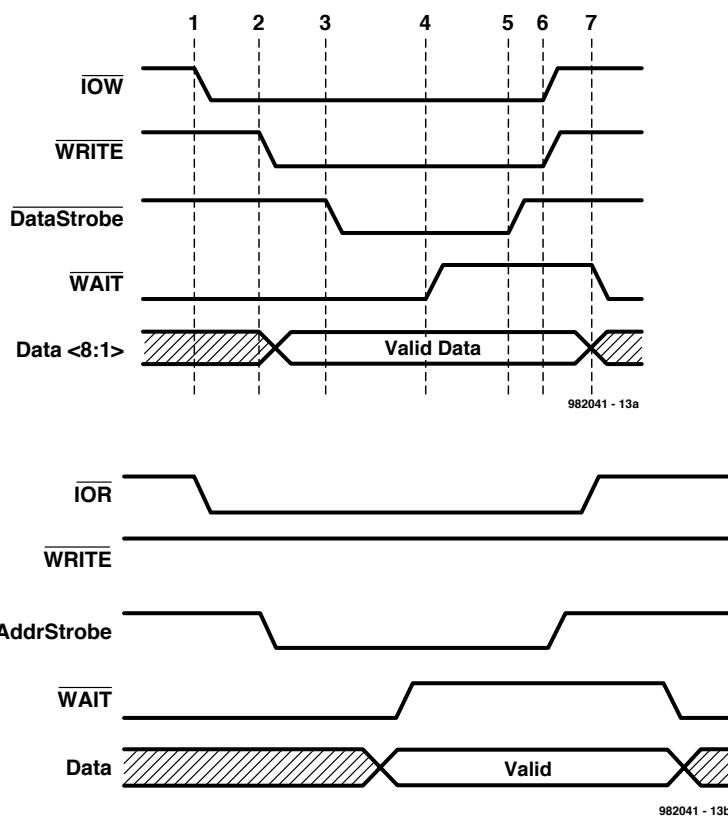 1 2 3 4 5 6 7
IOW
WRITE
DataStrobe
WAIT
Data <8:1>
Valid Data
982041 - 13a
IOR
WRITE
AddrStrobe
WAIT
Data
Valid
982041 - 13b